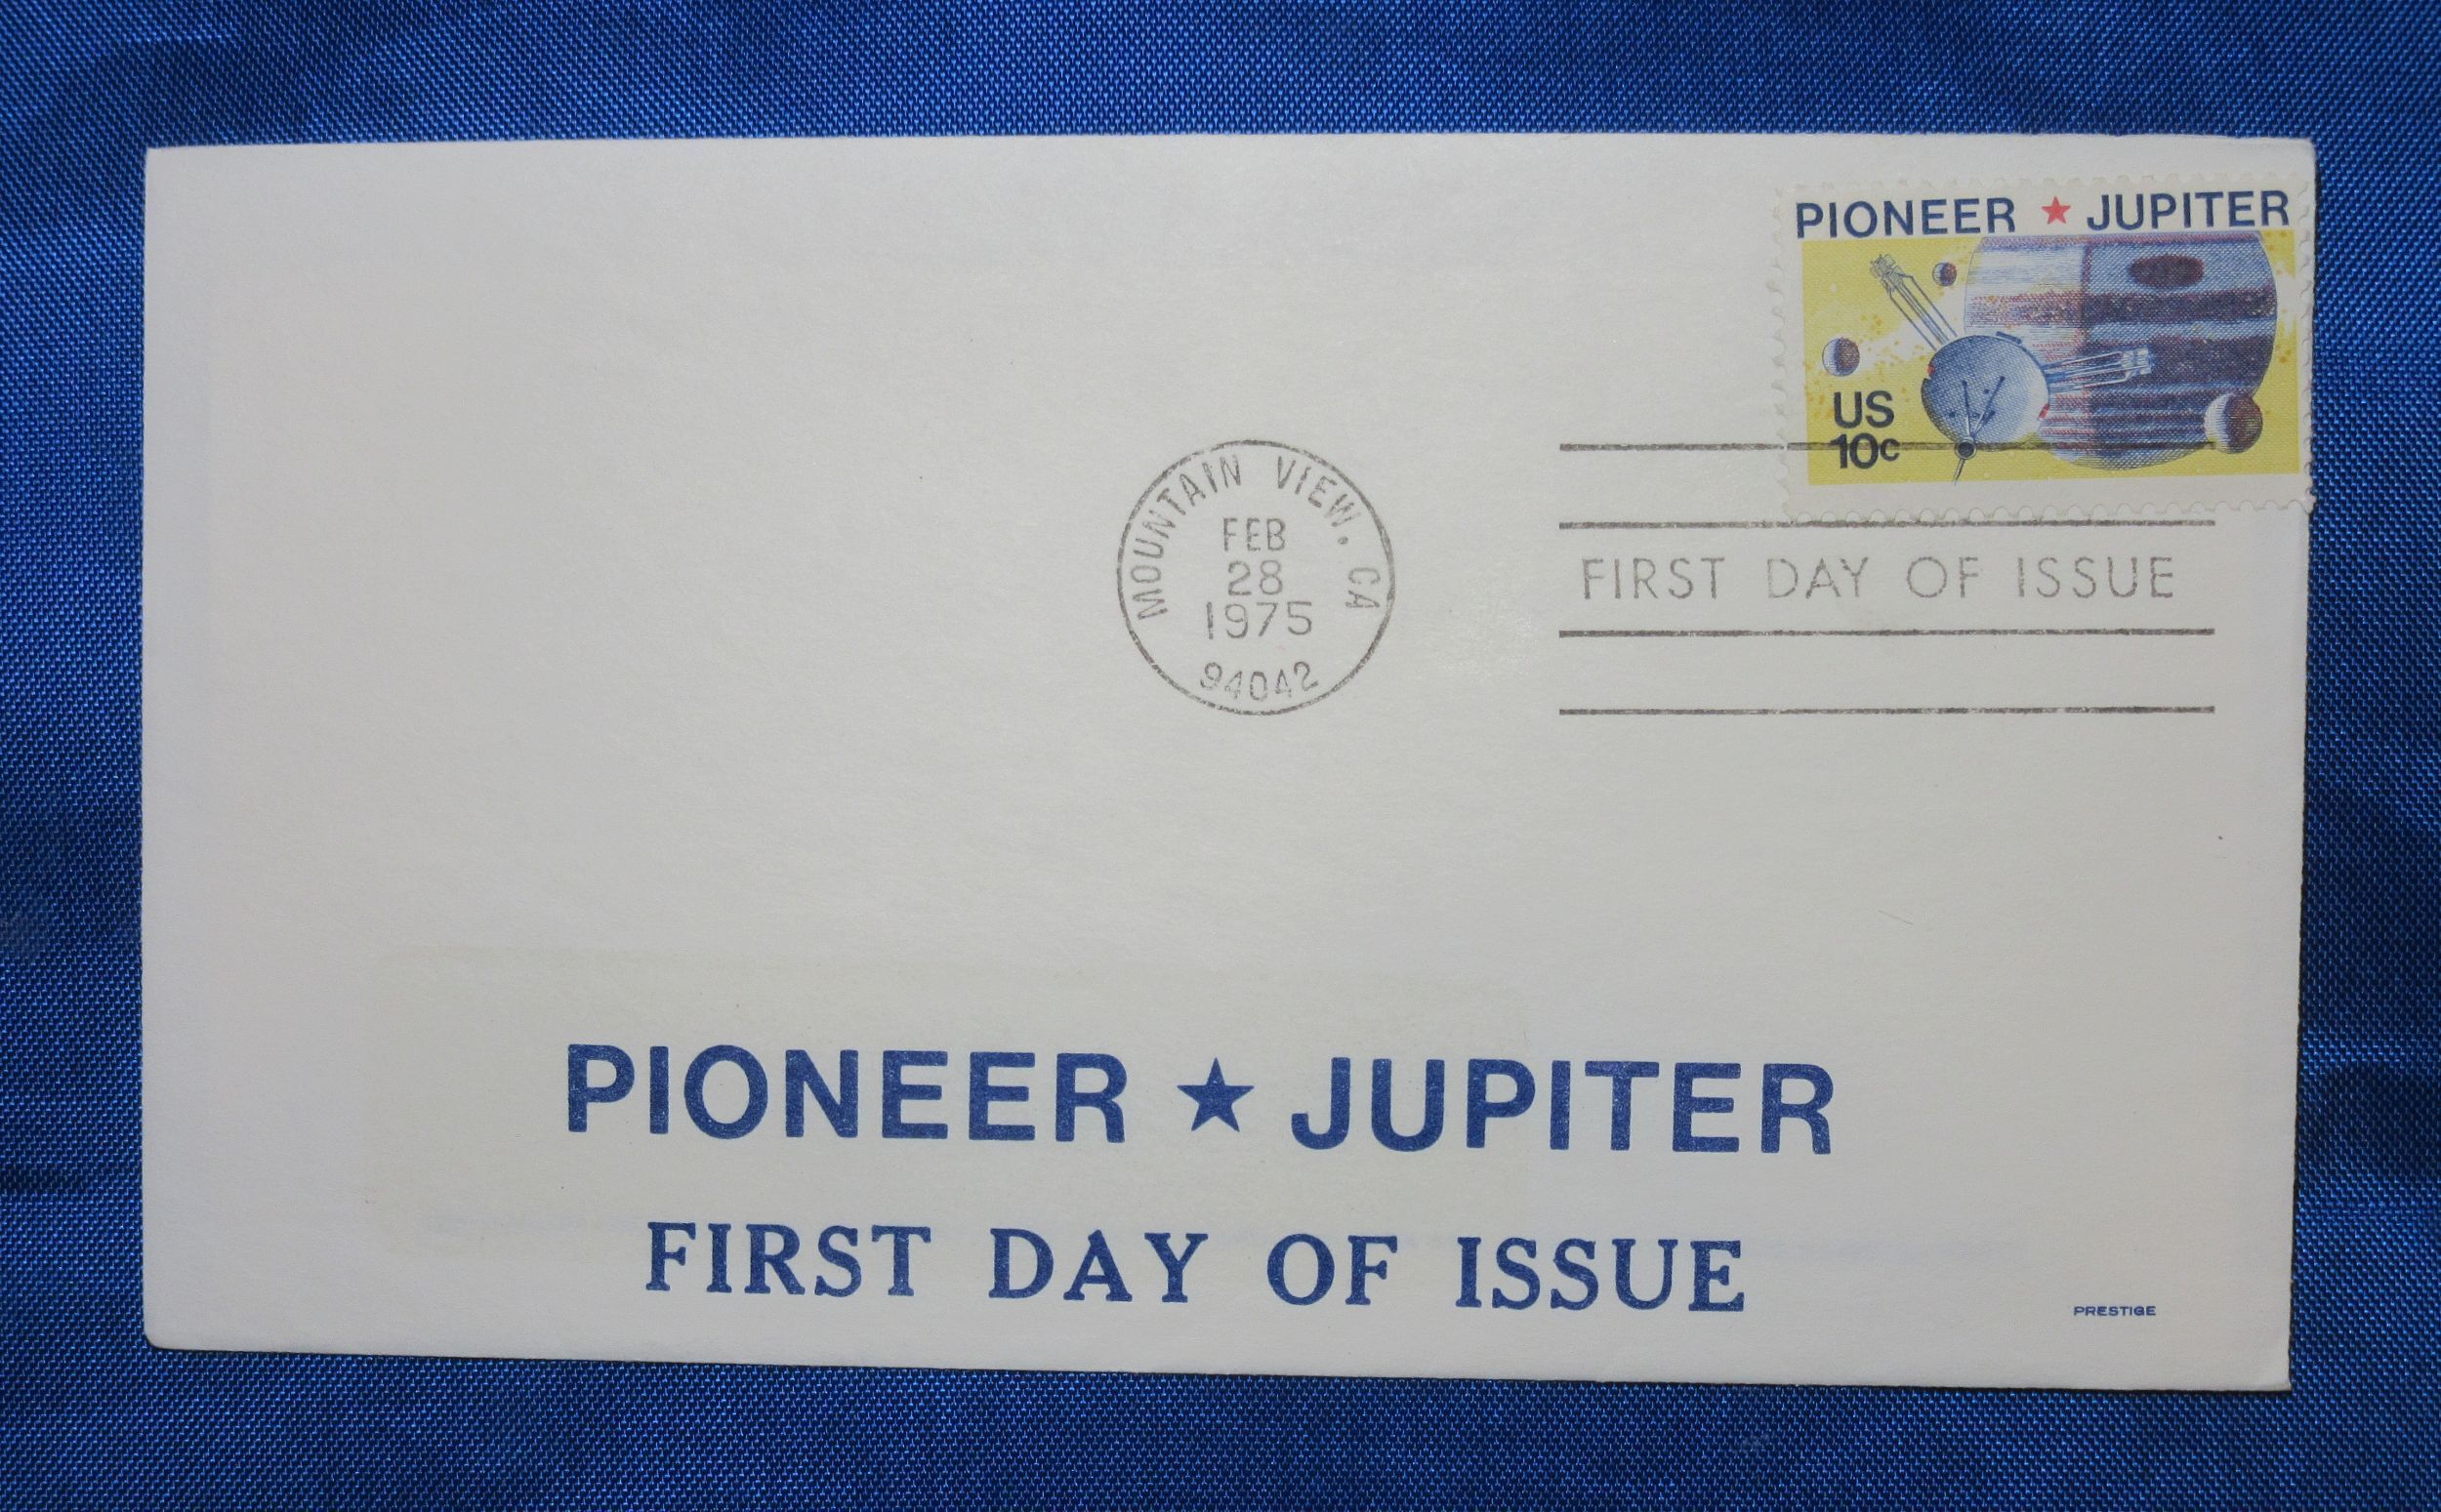 PIONEER ★ JUPITER
US
10c
MOUNTAIN VIEW, CA
FEB
28
1975
94042
FIRST DAY OF ISSUE
PIONEER ★ JUPITER
FIRST DAY OF ISSUE
PRESTIGE